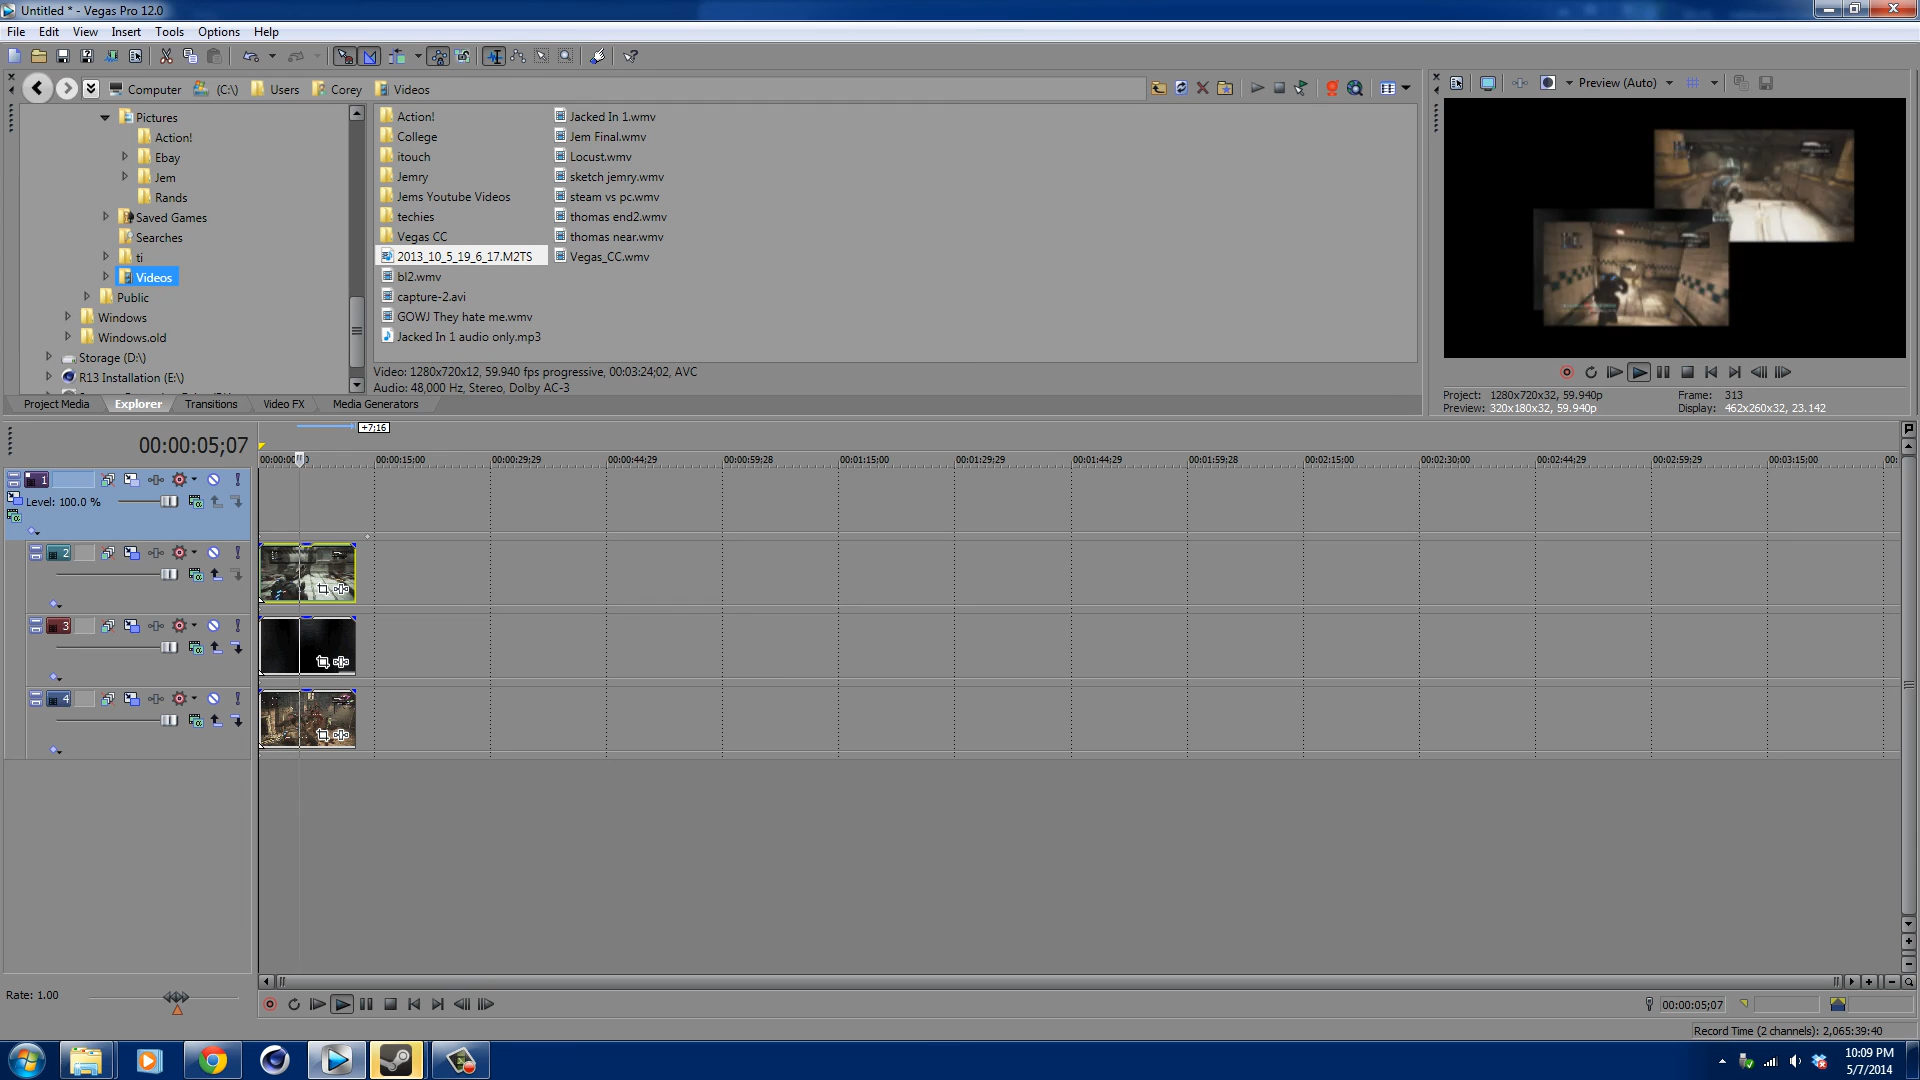 Untitled * - Vegas Pro 12.0
File Edit View Insert Tools Options Help
Computer (C:\) Users Corey Videos
Preview (Auto)
Pictures
Action!
Ebay
Jem
Rands
Saved Games
Searches
ti
Videos
Public
Windows
Windows.old
Storage (D:\)
R13 Installation (E:\)
Action!
College
itouch
Jemry
Jems Youtube Videos
techies
Vegas CC
2013_10_5_19_6_17.M2TS
bl2.wmv
capture-2.avi
GOWJ They hate me.wmv
Jacked In 1 audio only.mp3
Jacked In 1.wmv
Jem Final.wmv
Locust.wmv
sketch jemry.wmv
steam vs pc.wmv
thomas end2.wmv
thomas near.wmv
Vegas_CC.wmv
Video: 1280x720x12, 59.940 fps progressive, 00:03:24;02, AVC
Audio: 48,000 Hz, Stereo, Dolby AC-3
Project Media Explorer Transitions Video FX Media Generators
Project: 1280x720x32, 59.940p Frame: 313
Preview: 320x180x32, 59.940p Display: 462x260x32, 23.142
+7;16
00:00:05;07
00:00:15;00 00:00:29;29 00:00:44;29 00:00:59;28 00:01:15;00 00:01:29;29 00:01:44;29 00:01:59;28 00:02:15;00 00:02:30;00 00:02:44;29 00:02:59;29 00:03:15;00 00:
1
Level: 100.0 %
2
3
4
Rate: 1.00
00:00:05;07
Record Time (2 channels): 2,065:39:40
10:09 PM
5/7/2014